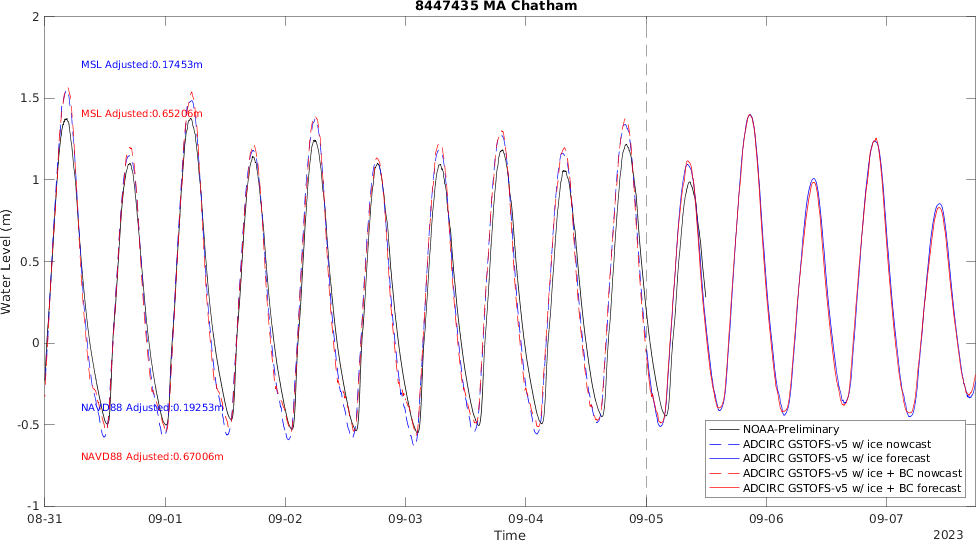 8447435 MA Chatham
2
MSL Adjusted:0.17453m
1.5
MSL Adjusted:0.65206m
1
Water Level (m)
0.5
0
NAVD88 Adjusted:0.19253m
-0.5
NAVD88 Adjusted:0.67006m
-1
NOAA-Preliminary
ADCIRC GSTOFS-v5 w/ ice nowcast
ADCIRC GSTOFS-v5 w/ ice forecast
ADCIRC GSTOFS-v5 w/ ice + BC nowcast
ADCIRC GSTOFS-v5 w/ ice + BC forecast
08-31 09-01 09-02 09-03 09-04 09-05 09-06 09-07
Time
2023